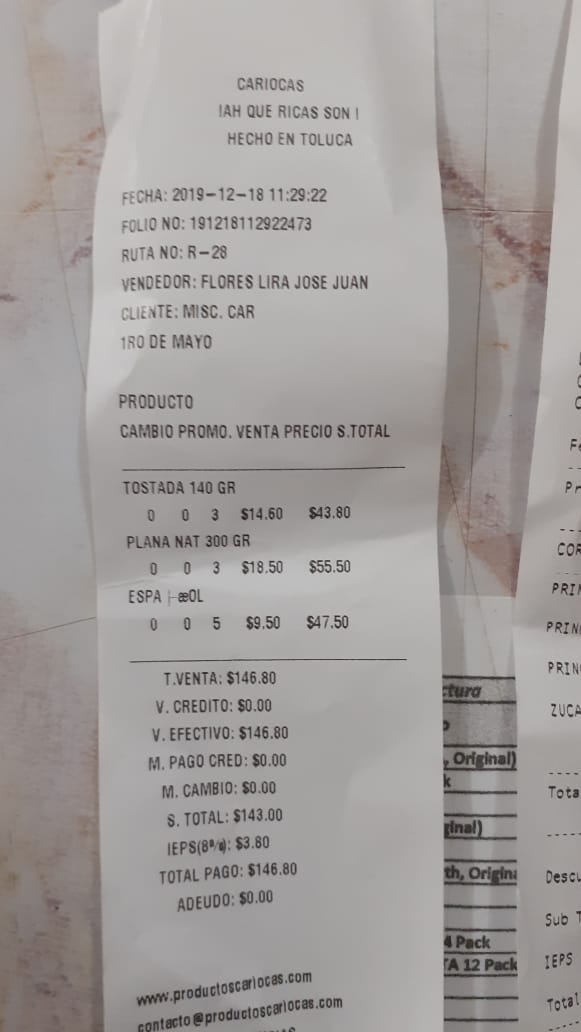 CARIOCAS
!AH QUE RICAS SON !
HECHO EN TOLUCA
FECHA: 2019-12-18 11:29:22
FOLIO NO: 191218112922473
RUTA NO: R-28
VENDEDOR: FLORES LIRA JOSE JUAN
CLIENTE: MISC. CAR
1RO DE MAYO
PRODUCTO
CAMBIO PROMO. VENTA PRECIO S.TOTAL
TOSTADA 140 GR
0 0 3 $14.60 $43.80
PLANA NAT 300 GR
0 0 3 $18.50 $55.50
ESPA ├æOL
0 0 5 $9.50 $47.50
T.VENTA: $146.80
V. CREDITO: $0.00
V. EFECTIVO: $146.80
M. PAGO CRED: $0.00
M. CAMBIO: $0.00
S. TOTAL: $143.00
IEPS(8%): $3.80
TOTAL PAGO: $146.80
ADEUDO: $0.00
www.productoscariocas.com
contacto@productoscariocas.com
ctura
, Original)
k
ginal)
th, Origina
4 Pack
TA 12 Pack
Fe
Pr
COR
PRIN
PRINC
PRIN
ZUCA
Tota
Descu
Sub T
IEPS
Total